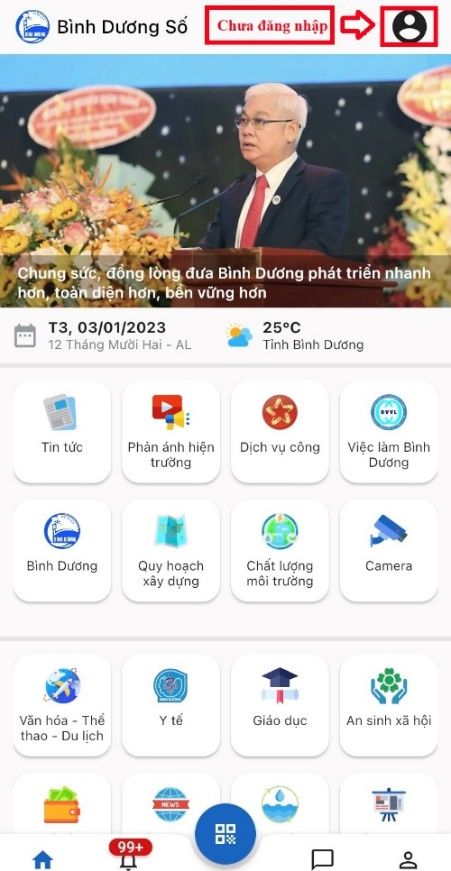 Bình Dương Số
Chưa đăng nhập
Chung sức, đồng lòng đưa Bình Dương phát triển nhanh
hơn, toàn diện hơn, bền vững hơn
T3, 03/01/2023
12 Tháng Mười Hai - AL
25°C
Tỉnh Bình Dương
Tin tức
Phản ánh hiện
trường
Dịch vụ công
DVVL
Việc làm Bình
Dương
Bình Dương
Quy hoạch
xây dựng
Chất lượng
môi trường
Camera
Văn hóa - Thể
thao - Du lịch
Y tế
Giáo dục
An sinh xã hội
NEWS
99+